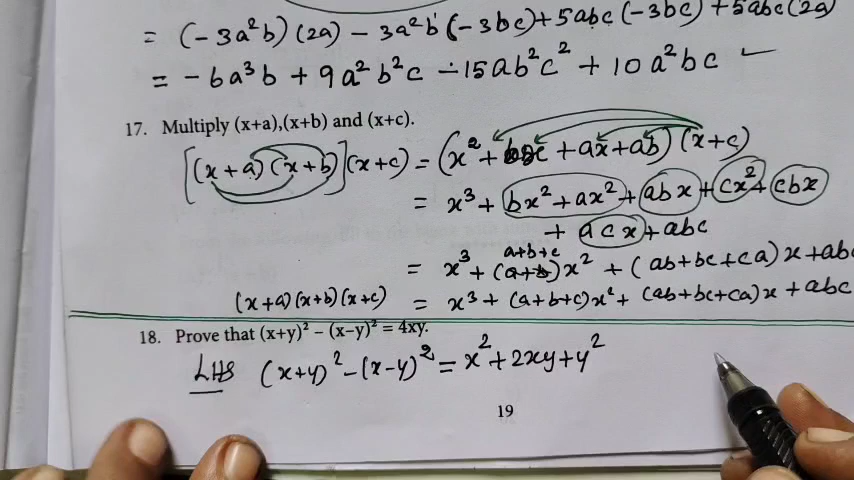 = (-3a²b)(2a) - 3a²b(-3bc) + 5abc(-3bc) + 5abc(2a)
= -6a³b + 9a²b²c - 15ab²c² + 10a²bc
17. Multiply (x+a),(x+b) and (x+c).
[(x+a)(x+b)](x+c) = (x² + bx + ax + ab)(x+c)
= x³ + bx² + ax² + abx + cx² + cbx
+ acx + abc
a+b+c
= x³ + (a+b)x² + (ab+bc+ca)x + abc
(x+a)(x+b)(x+c) = x³ + (a+b+c)x² + (ab+bc+ca)x + abc
18. Prove that (x+y)² – (x–y)² = 4xy.
LHS (x+y)² - (x-y)² = x² + 2xy + y²
19